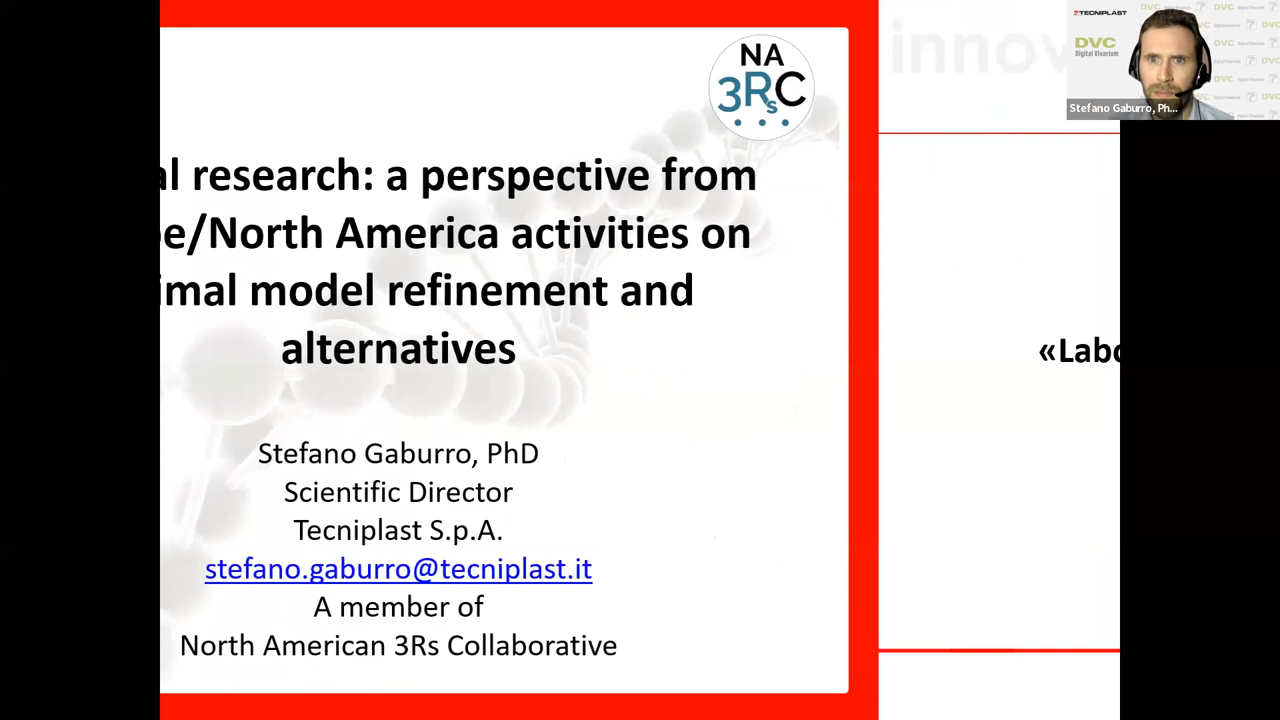 NA
3RsC
al research: a perspective from
pe/North America activities on
imal model refinement and
alternatives
Stefano Gaburro, PhD
Scientific Director
Tecniplast S.p.A.
stefano.gaburro@tecniplast.it
A member of
North American 3Rs Collaborative
innov
«Labo
TECNIPLAST
DVC
Digital Vivarium
Stefano Gaburro, Ph...